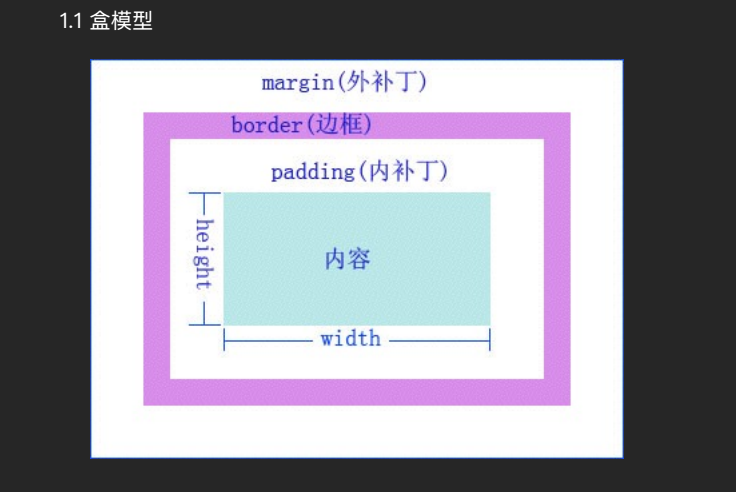 1.1 盒模型
margin(外补丁)
border(边框)
padding(内补丁)
height
内容
width